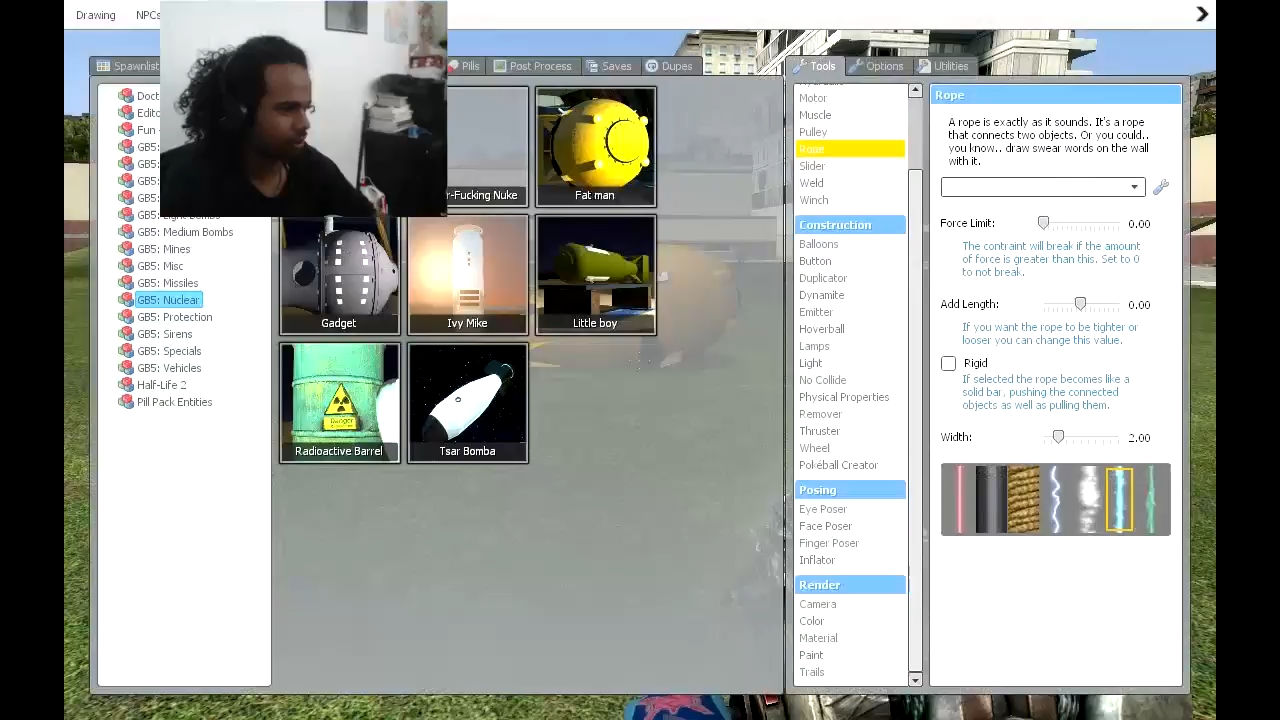 Drawing NPCs
Spawnlist
Pills
Post Process
Saves
Dupes
Tools
Options
Utilities
GB5:
GB5:
GB5:
GB5:
GB5: Light Bombs
GB5: Medium Bombs
GB5: Mines
GB5: Misc
GB5: Missiles
GB5: Nuclear
GB5: Protection
GB5: Sirens
GB5: Specials
GB5: Vehicles
Half-Life 2
Pill Pack Entities
r-Fucking Nuke
Fat man
Gadget
Ivy Mike
Little boy
Danger
Radioactive Barrel
Tsar Bomba
Motor
Muscle
Pulley
Rope
Slider
Weld
Winch
Construction
Balloons
Button
Duplicator
Dynamite
Emitter
Hoverball
Lamps
Light
No Collide
Physical Properties
Remover
Thruster
Wheel
Pokéball Creator
Posing
Eye Poser
Face Poser
Finger Poser
Inflator
Render
Camera
Color
Material
Paint
Trails
Rope
A rope is exactly as it sounds. It's a rope
that connects two objects. Or you could..
you know.. draw swear words on the wall
with it.
Force Limit: 0.00
The contraint will break if the amount
of force is greater than this. Set to 0
to not break.
Add Length: 0.00
If you want the rope to be tighter or
looser you can change this value.
Rigid
If selected the rope becomes like a
solid bar, pushing the connected
objects as well as pulling them.
Width: 2.00